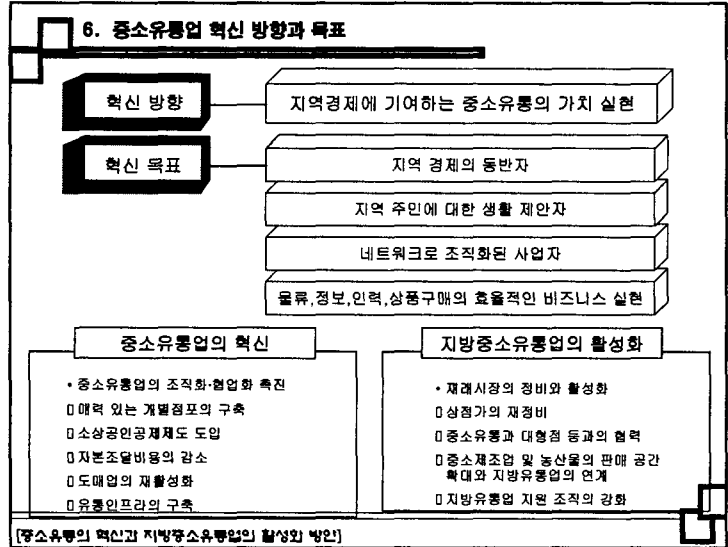 6. 중소유통업 혁신 방향과 목표
혁신 방향
지역경제에 기여하는 중소유통의 가치 실현
혁신 목표
지역 경제의 동반자
지역 주민에 대한 생활 제안자
네트워크로 조직화된 사업자
물류,정보,인력,상품구매의 효율적인 비즈니스 실현
중소유통업의 혁신
• 중소유통업의 조직화·협업화 촉진
▯매력 있는 개별점포의 구축
▯소상공인공제제도 도입
▯자본조달비용의 감소
▯도매업의 재활성화
▯유통인프라의 구축
지방중소유통업의 활성화
• 재래시장의 정비와 활성화
▯상점가의 재정비
▯중소유통과 대형점 등과의 협력
▯중소제조업 및 농산물의 판매 공간
확대와 지방유통업의 연계
▯지방유통업 지원 조직의 강화
[중소유통의 혁신과 지방중소유통업의 활성화 방안]